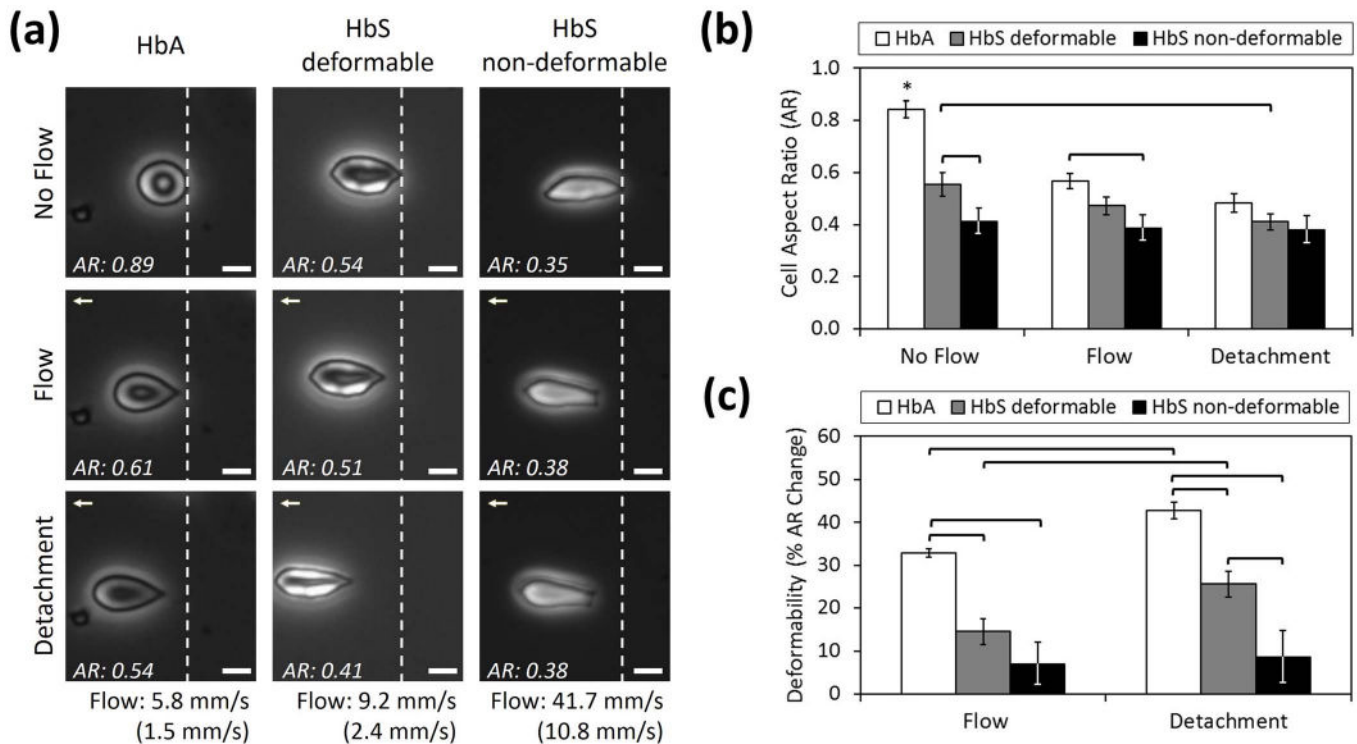 (a)
HbA
HbS
deformable
HbS
non-deformable
No Flow
AR: 0.89
AR: 0.54
AR: 0.35
Flow
AR: 0.61
AR: 0.51
AR: 0.38
Detachment
AR: 0.54
AR: 0.41
AR: 0.38
Flow: 5.8 mm/s
(1.5 mm/s)
Flow: 9.2 mm/s
(2.4 mm/s)
Flow: 41.7 mm/s
(10.8 mm/s)
(b)
HbA HbS deformable HbS non-deformable
Cell Aspect Ratio (AR)
1.0
0.8
0.6
0.4
0.2
0.0
*
No Flow Flow Detachment
(c)
HbA HbS deformable HbS non-deformable
Deformability (% AR Change)
60
50
40
30
20
10
0
Flow Detachment